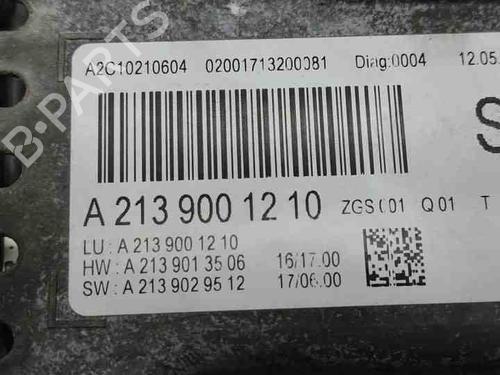 A2C10210604 02001713200081 Diag:0004 12.05.
S
A 213 900 12 10 ZGS 001 Q 01 T
LU : A 213 900 12 10
HW : A 213 901 35 06 16/17.00
SW : A 213 902 95 12 17/06.00
B-PARTS